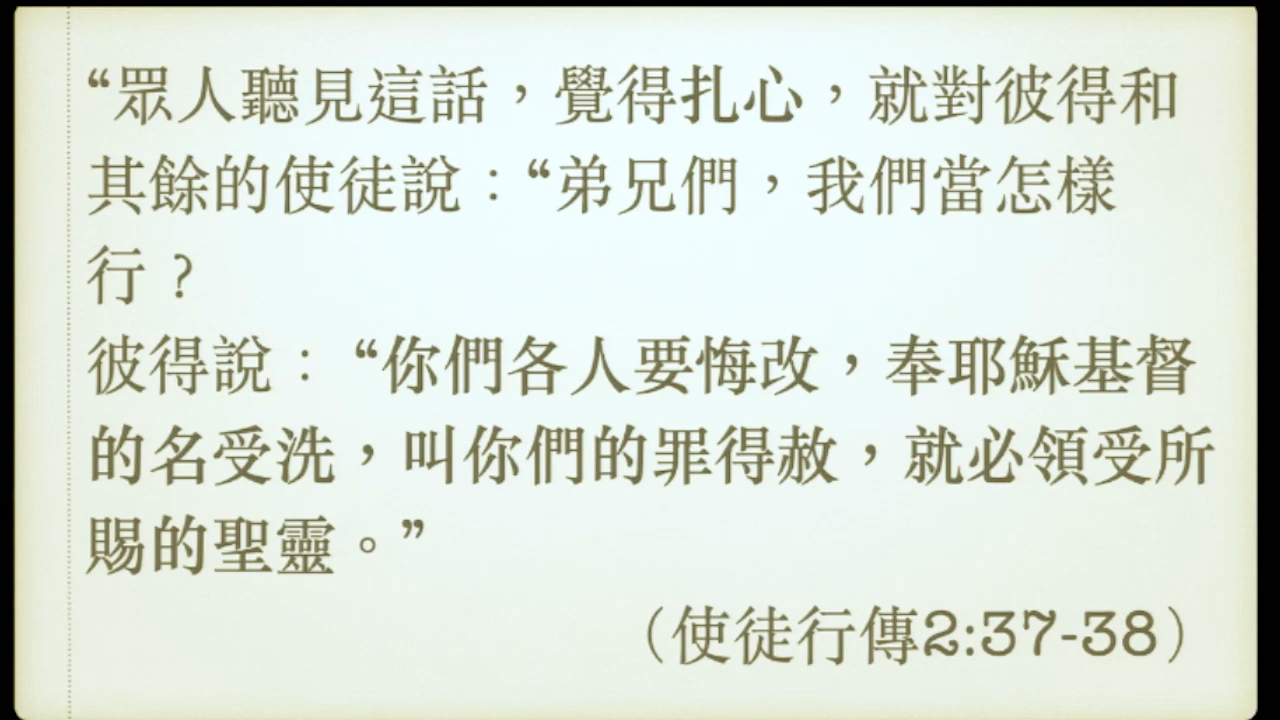 “眾人聽見這話，覺得扎心，就對彼得和
其餘的使徒說：“弟兄們，我們當怎樣
行？
彼得說：“你們各人要悔改，奉耶穌基督
的名受洗，叫你們的罪得赦，就必領受所
賜的聖靈。”
（使徒行傳2:37-38）